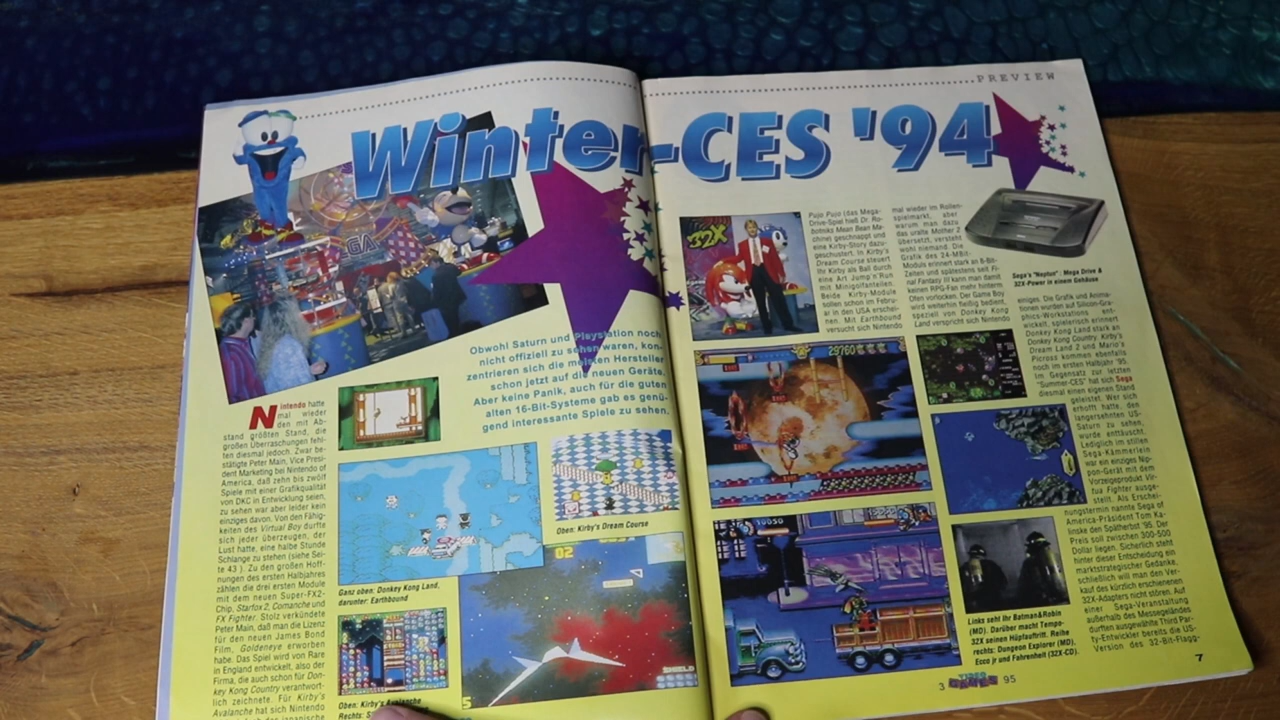 PREVIEW
Winter-CES '94
Obwohl Saturn und Playstation noch
nicht offiziell zu sehen waren, kon-
zentrieren sich die meisten Hersteller
schon jetzt auf die neuen Geräte.
Aber keine Panik, auch für die guten
alten 16-Bit-Systeme gab es genü-
gend interessante Spiele zu sehen.
Nintendo hatte
mal wieder
den mit Ab-
stand größten Stand, die
großen Überraschungen fehl-
ten diesmal jedoch. Zwar be-
stätigte Peter Main, Vice Presi-
dent Marketing bei Nintendo of
America, daß zehn bis zwölf
Spiele mit einer Grafikqualität
von DKC in Entwicklung seien,
zu sehen war aber leider kein
einziges davon. Von den Fähig-
keiten des Virtual Boy durfte
sich jeder überzeugen, der
Lust hatte, eine halbe Stunde
Schlange zu stehen (siehe Sei-
te 43 ). Zu den großen Hoff-
nungen des ersten Halbjahres
zählen die drei ersten Module
mit dem neuen Super-FX2-
Chip, Starfox 2, Comanche und
FX Fighter. Stolz verkündete
Peter Main, daß man die Lizenz
für den neuen James Bond
Film, Goldeneye erworben
habe. Das Spiel wird von Rare
in England entwickelt, also der
Firma, die auch schon für Don-
key Kong Country verantwort-
lich zeichnete. Für Kirby's
Avalanche hat sich Nintendo
Oben: Kirby's Dream Course
Ganz oben: Donkey Kong Land,
darunter: Earthbound
Oben: Kirby's Avalanche
Rechts:
02
SHIELD
32X
Pujo Pujo (das Mega-
Drive-Spiel hieß Dr. Ro-
botniks Mean Bean Ma-
chine) geschnappt und
eine Kirby-Story dazu-
geschustert. In Kirby's
Dream Course steuert
Ihr Kirby als Ball durch
eine Art Jump'n'Run
mit Minigolfanteilen.
Beide Kirby-Module
sollen schon im Febru-
ar in den USA erschei-
nen. Mit Earthbound
versucht sich Nintendo
mal wieder im Rollen-
spielmarkt, aber
warum man dazu
das uralte Mother 2
übersetzt, versteht
wohl niemand. Die
Grafik des 24-MBit-
Moduls erinnert stark an 8-Bit-
Zeiten und spätestens seit Fi-
nal Fantasy III kann man damit
keinen RPG-Fan mehr hinterm
Ofen vorlocken. Der Game Boy
wird weiterhin fleißig bedient,
speziell von Donkey Kong
Land verspricht sich Nintendo
Sega's "Neptun": Mega Drive &
32X-Power in einem Gehäuse
einiges. Die Grafik und Anima-
tionen wurden auf Silicon-Gra-
phics-Workstations ent-
wickelt, spielerisch erinnert
Donkey Kong Land stark an
Donkey Kong Country. Kirby's
Dream Land 2 und Mario's
Picross kommen ebenfalls
noch im ersten Halbjahr '95.
Im Gegensatz zur letzten
"Summer-CES" hat sich Sega
diesmal einen eigenen Stand
geleistet. Wer sich
erhofft hatte, den
langersehnten US-
Saturn zu sehen,
wurde enttäuscht.
Lediglich im stillen
Sega-Kämmerlein
war ein einziges Nip-
pon-Gerät mit dem
Vorzeigeprodukt Vir-
tua Fighter ausge-
stellt. Als Erschei-
nungstermin nannte Sega of
America-Präsident Tom Ka-
linske den Spätherbst '95. Der
Preis soll zwischen 300-500
Dollar liegen. Sicherlich steht
hinter dieser Entscheidung ein
marktstrategischer Gedanke,
schließlich will man den Ver-
kauf des kürzlich erschienenen
32X-Adapters nicht stören. Auf
einer Sega-Veranstaltung
außerhalb des Messegeländes
durften ausgewählte Third Par-
ty-Entwickler bereits die US-
Version des 32-Bit-Flagg-
29760
10050
Links seht Ihr Batman&Robin
(MD). Darüber macht Tempo-
32X seinen Hüpfauftritt. Reihe
rechts: Dungeon Explorer (MD),
Ecco jr und Fahrenheit (32X-CD).
3 VIDEO GAMES 95
7